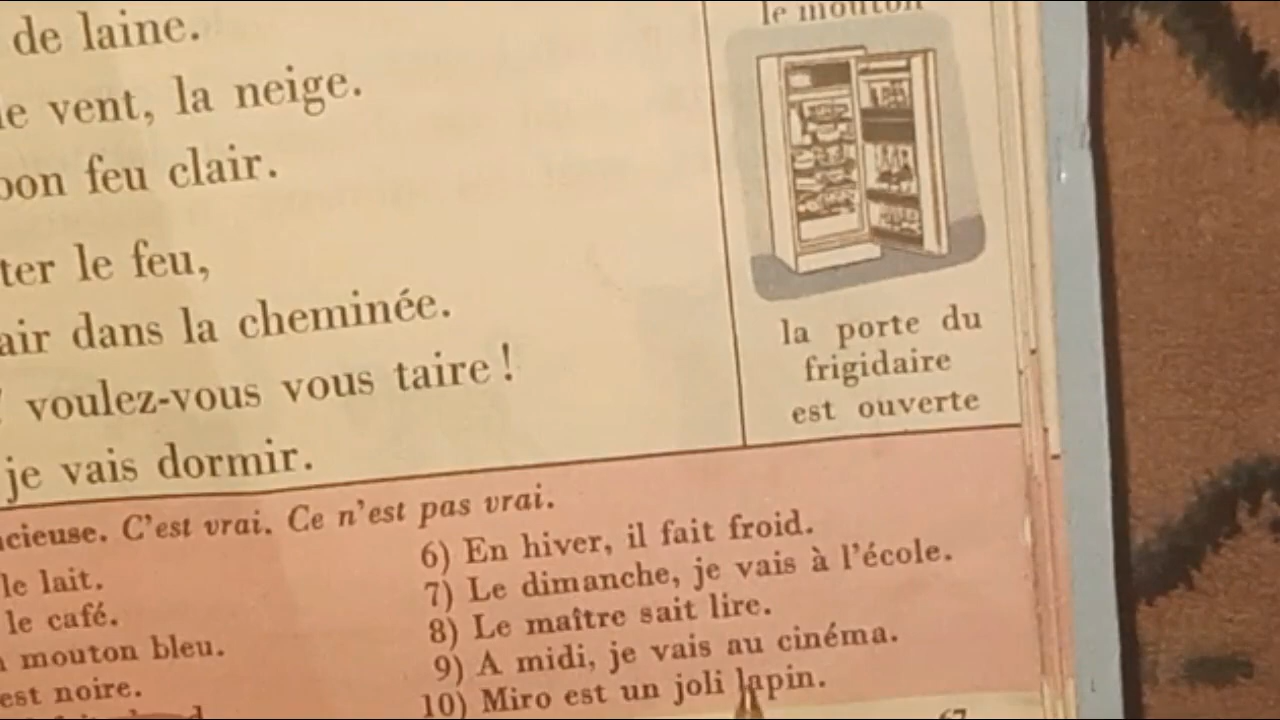 de laine.
vent, la neige.
feu clair.
le feu,
dans la cheminée.
voulez-vous vous taire !
je vais dormir.
le mouton
la porte du
frigidaire
est ouverte
C'est vrai. Ce n'est pas vrai.
le lait.
le café.
mouton bleu.
est noire.
6) En hiver, il fait froid.
7) Le dimanche, je vais à l'école.
8) Le maître sait lire.
9) A midi, je vais au cinéma.
10) Miro est un joli lapin.